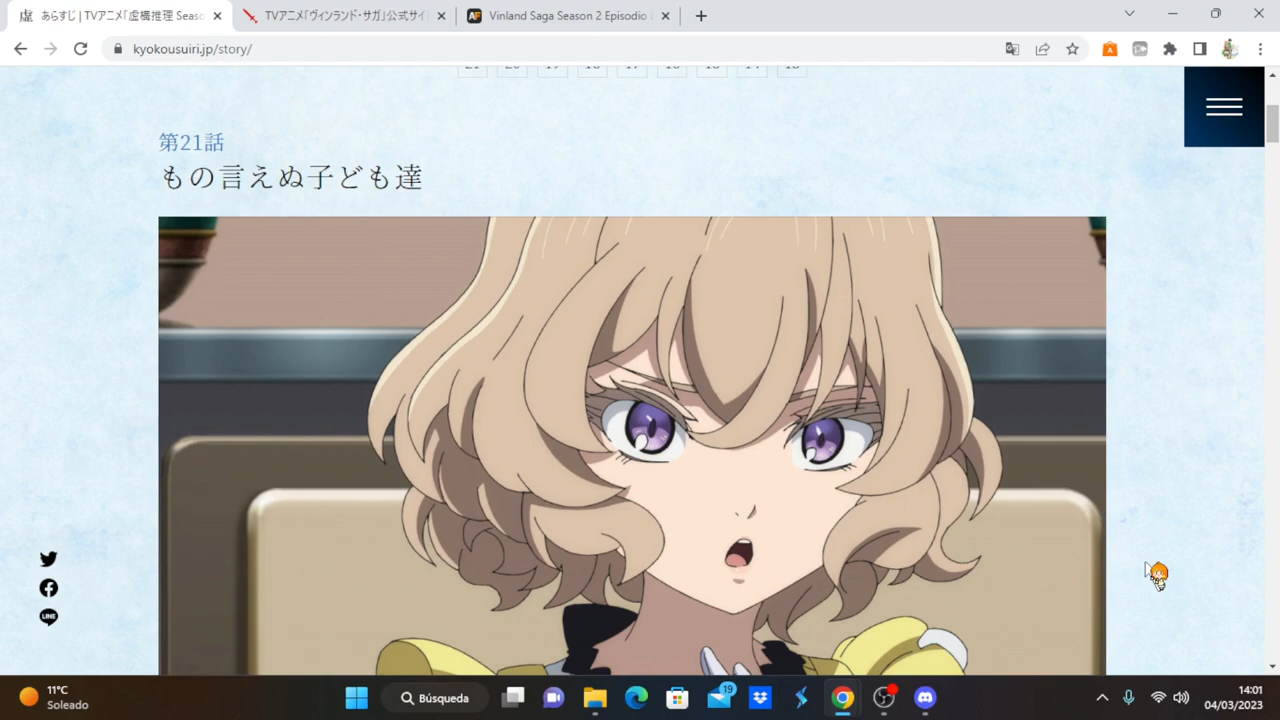 あらすじ | TVアニメ「虚構推理 Seaso
TVアニメ「ヴィンランド・サガ」公式サイト
Vinland Saga Season 2 Episodio
kyokousuiri.jp/story/
第21話
もの言えぬ子ども達
LINE
11°C
Soleado
Búsqueda
19
14:01
04/03/2023